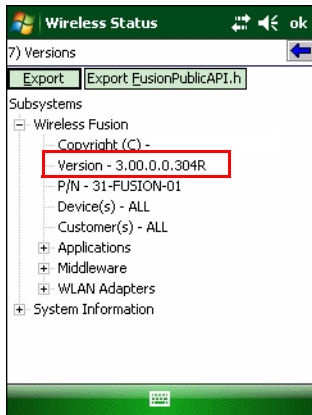 Wireless Status ok
7) Versions
Export Export FusionPublicAPI.h
Subsystems
Wireless Fusion
Copyright (C) -
Version - 3.00.0.0.304R
P/N - 31-FUSION-01
Device(s) - ALL
Customer(s) - ALL
Applications
Middleware
WLAN Adapters
System Information